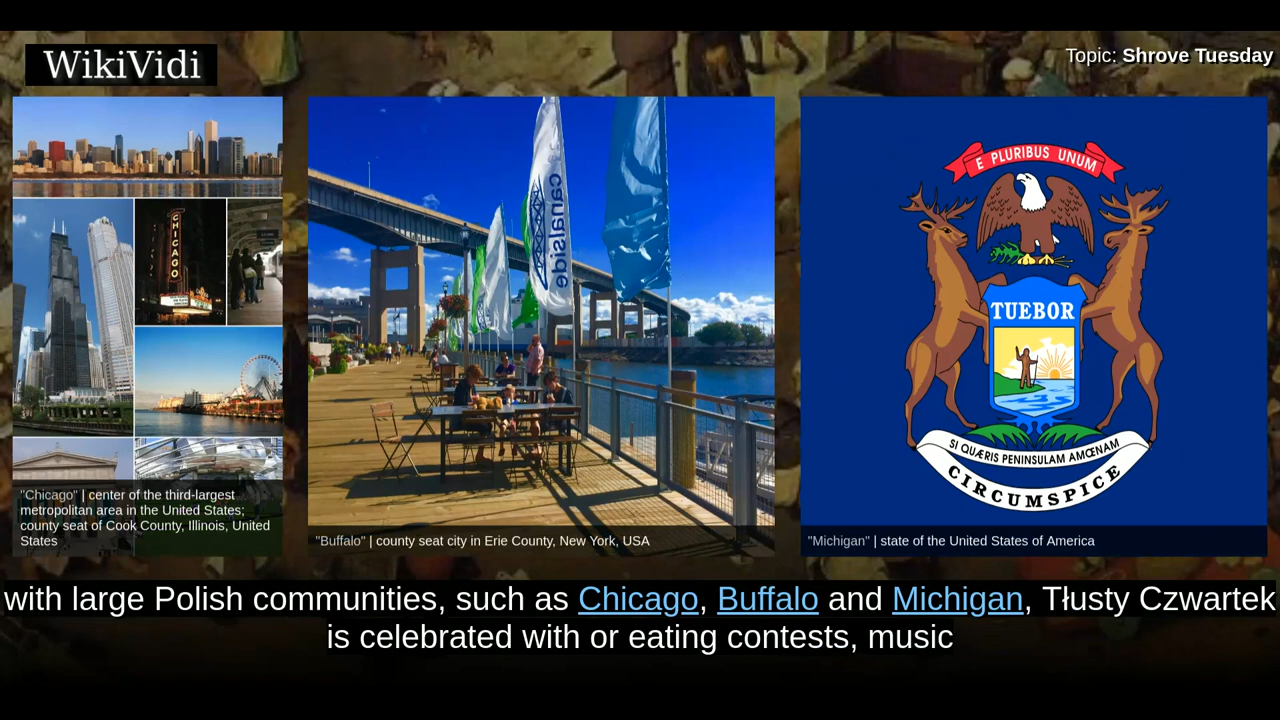 WikiVidi
Topic: Shrove Tuesday
CHICAGO
canalside
E PLURIBUS UNUM
TUEBOR
SI QUÆRIS PENINSULAM AMŒNAM
CIRCUMSPICE
"Chicago" | center of the third-largest
metropolitan area in the United States;
county seat of Cook County, Illinois, United
States
"Buffalo" | county seat city in Erie County, New York, USA
"Michigan" | state of the United States of America
with large Polish communities, such as Chicago, Buffalo and Michigan, Tłusty Czwartek
is celebrated with or eating contests, music